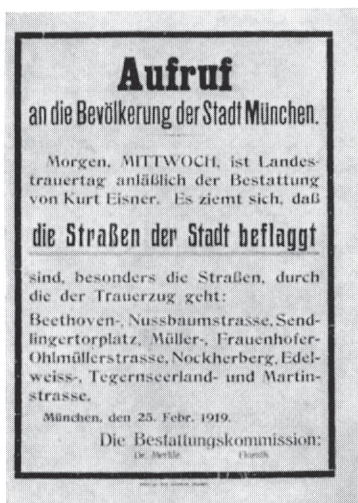 Aufruf
an die Bevölkerung der Stadt München.
Morgen, MITTWOCH, ist Landes-
trauertag anläßlich der Bestattung
von Kurt Eisner. Es ziemt sich, daß
die Straßen der Stadt beflaggt
sind, besonders die Straßen, durch
die der Trauerzug geht:
Beethoven-, Nussbaumstrasse, Send-
lingertorplatz, Müller-, Frauenhofer-
Ohlmüllerstrasse, Nockherberg, Edel-
weiss-, Tegernseerland- und Martin-
strasse.
München, den 25. Febr. 1919.
Die Bestattungskommission:
Dr. Merkle